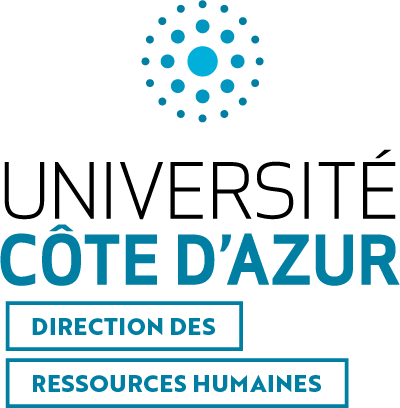 UNIVERSITÉ
CÔTE D'AZUR
DIRECTION DES
RESSOURCES HUMAINES